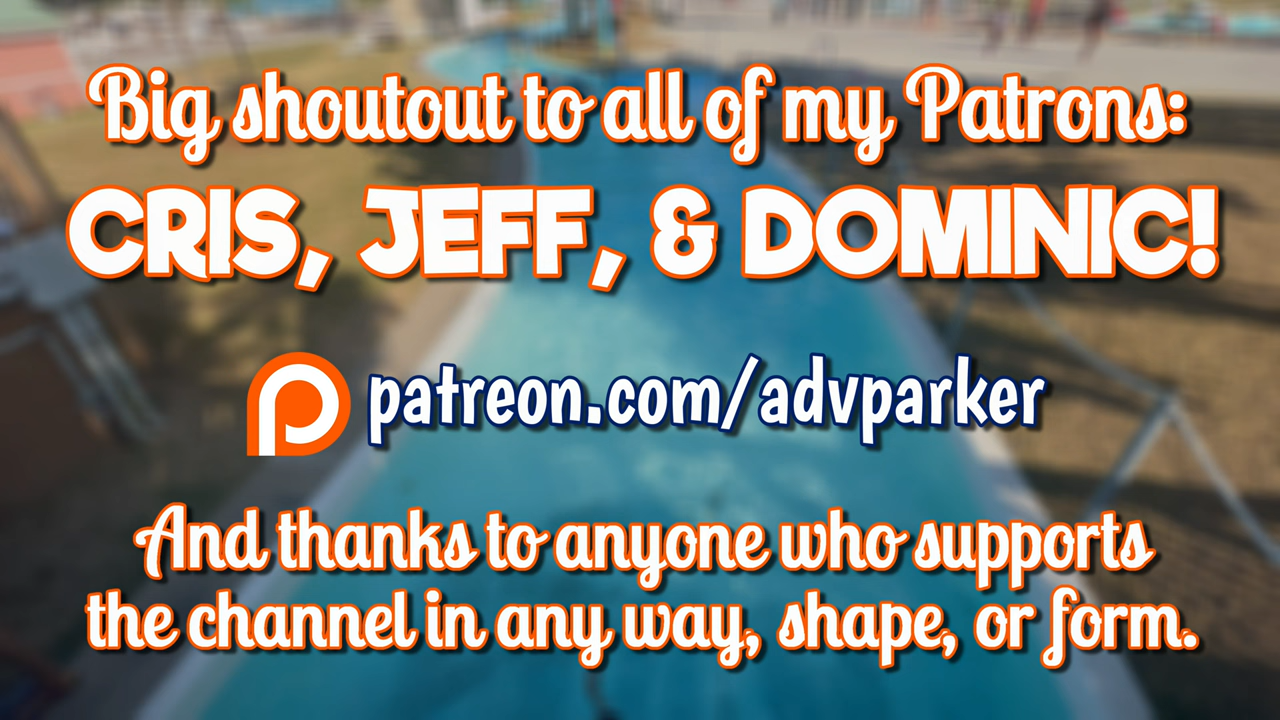 Big shoutout to all of my Patrons:
CRIS, JEFF, & DOMINIC!
patreon.com/advparker
And thanks to anyone who supports
the channel in any way, shape, or form.